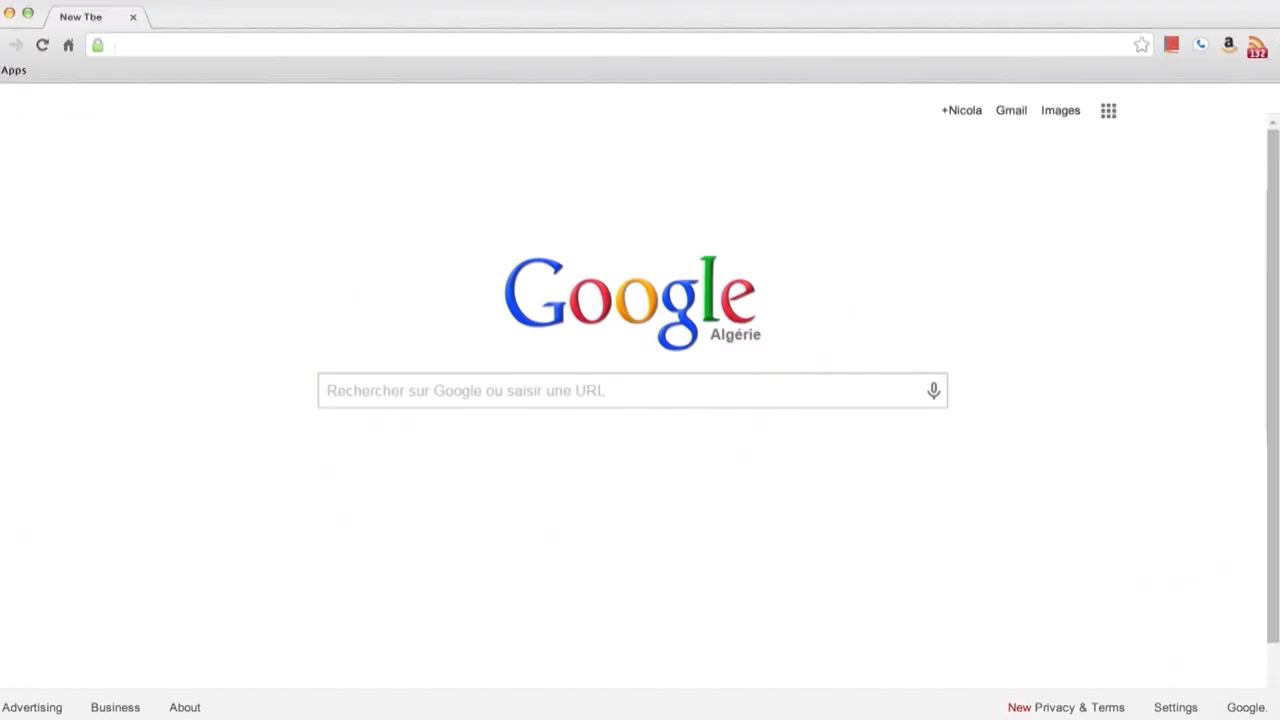 New Tbe
Apps
132
+Nicola Gmail Images
Google
Algérie
Rechercher sur Google ou saisir une URL
Advertising Business About New Privacy & Terms Settings Google.